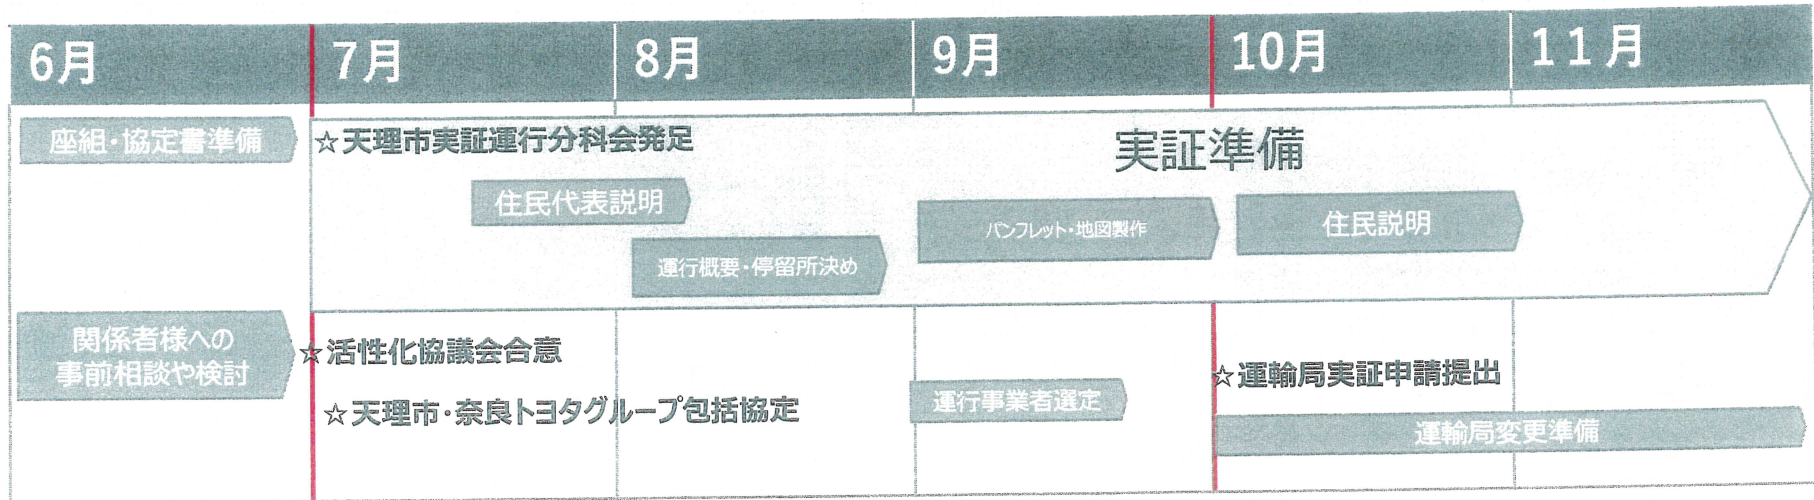 6月
7月
8月
9月
10月
11月
座組・協定書準備
☆天理市実証運行分科会発足
実証準備
住民代表説明
運行概要・停留所決め
パンフレット・地図製作
住民説明
関係者様への
事前相談や検討
☆活性化協議会合意
☆天理市・奈良トヨタグループ包括協定
運行事業者選定
☆運輸局実証申請提出
運輸局変更準備